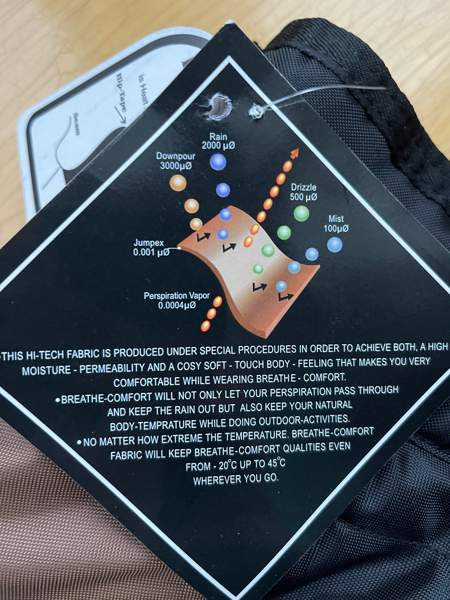 is Heat
Rip-Tape
Seam
Rain
2000 µØ
Downpour
3000µØ
Drizzle
500 µØ
Mist
100µØ
Jumpex
0.001 µØ
Perspiration Vapor
0.0004µØ
•THIS HI-TECH FABRIC IS PRODUCED UNDER SPECIAL PROCEDURES IN ORDER TO ACHIEVE BOTH, A HIGH
MOISTURE - PERMEABILITY AND A COSY SOFT - TOUCH BODY - FEELING THAT MAKES YOU VERY
COMFORTABLE WHILE WEARING BREATHE - COMFORT.
•BREATHE-COMFORT WILL NOT ONLY LET YOUR PERSPIRATION PASS THROUGH
AND KEEP THE RAIN OUT BUT ALSO KEEP YOUR NATURAL
BODY-TEMPRATURE WHILE DOING OUTDOOR-ACTIVITIES.
•NO MATTER HOW EXTREME THE TEMPERATURE. BREATHE-COMFORT
FABRIC WILL KEEP BREATHE-COMFORT QUALITIES EVEN
FROM - 20°C UP TO 45°C
WHEREVER YOU GO.